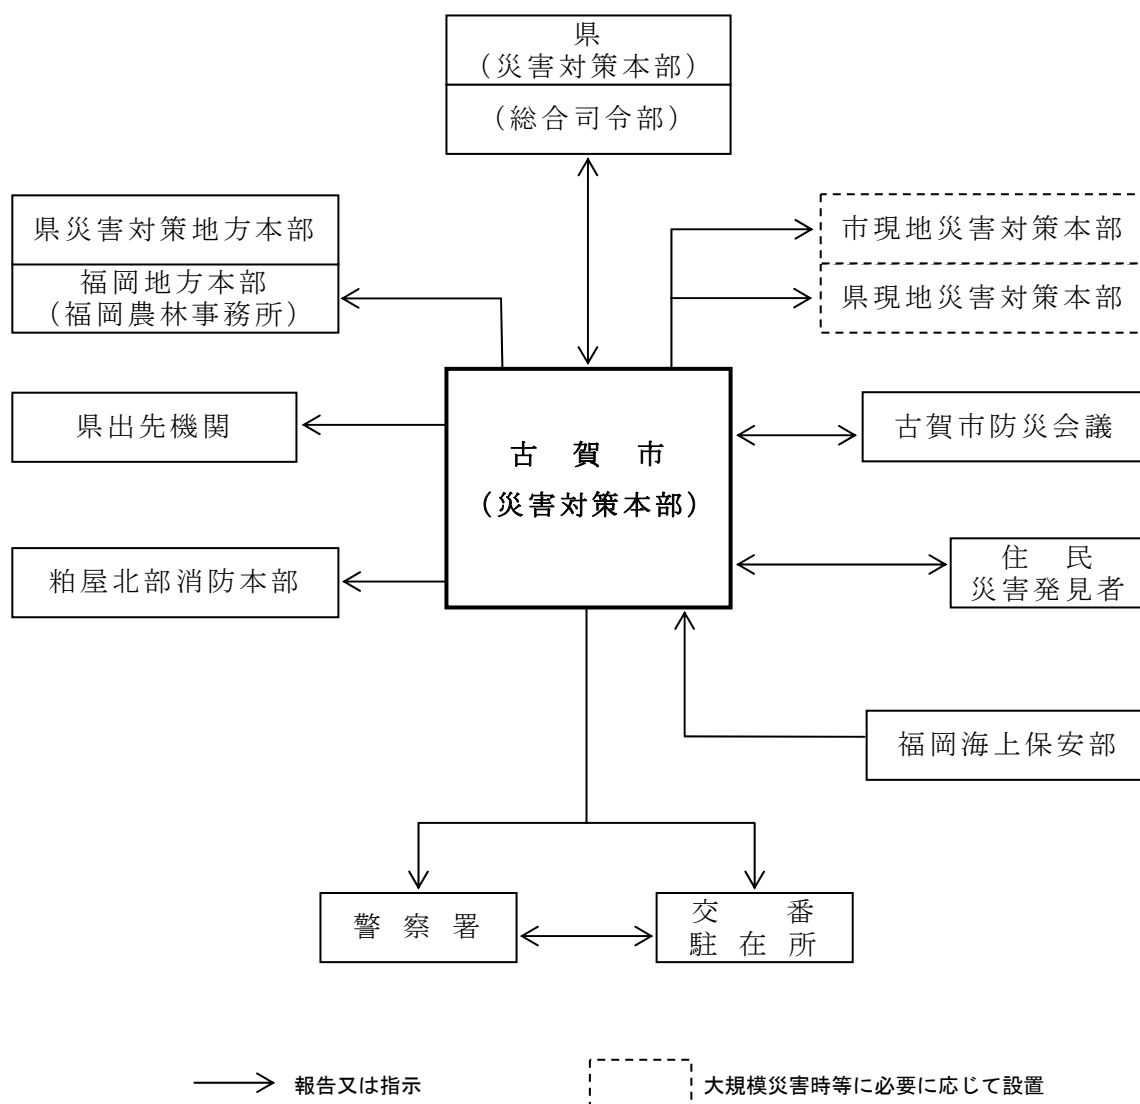 県
(災害対策本部)
(総合司令部)
県災害対策地方本部
福岡地方本部
(福岡農林事務所)
市現地災害対策本部
県現地災害対策本部
県出先機関
古賀市
(災害対策本部)
古賀市防災会議
粕屋北部消防本部
住民
災害発見者
福岡海上保安部
警察署
交番
駐在所
報告又は指示
大規模災害時等に必要に応じて設置